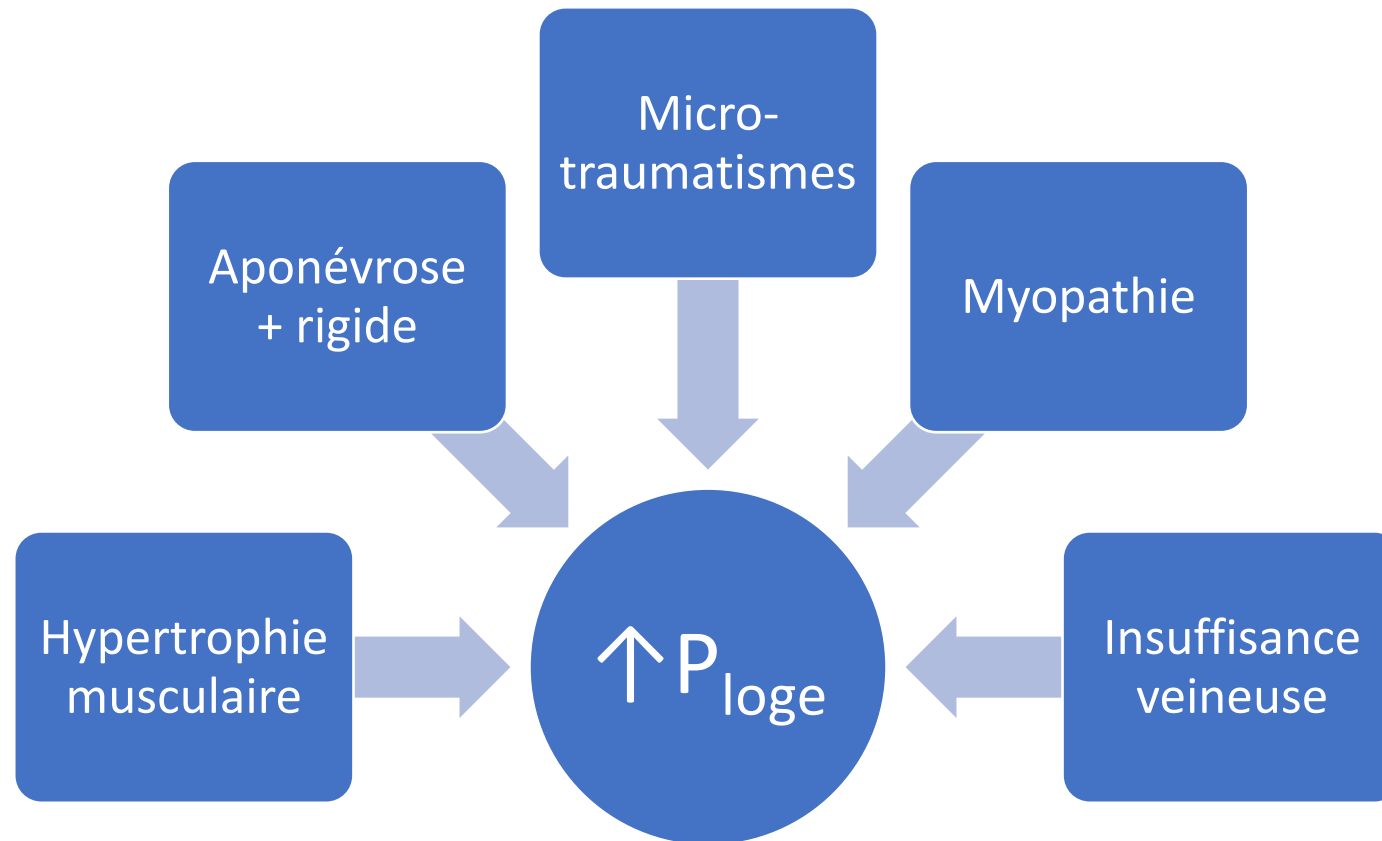 Micro-
traumatismes
Aponévrose
+ rigide
Myopathie
Hypertrophie
musculaire
↑P loge
Insuffisance
veineuse